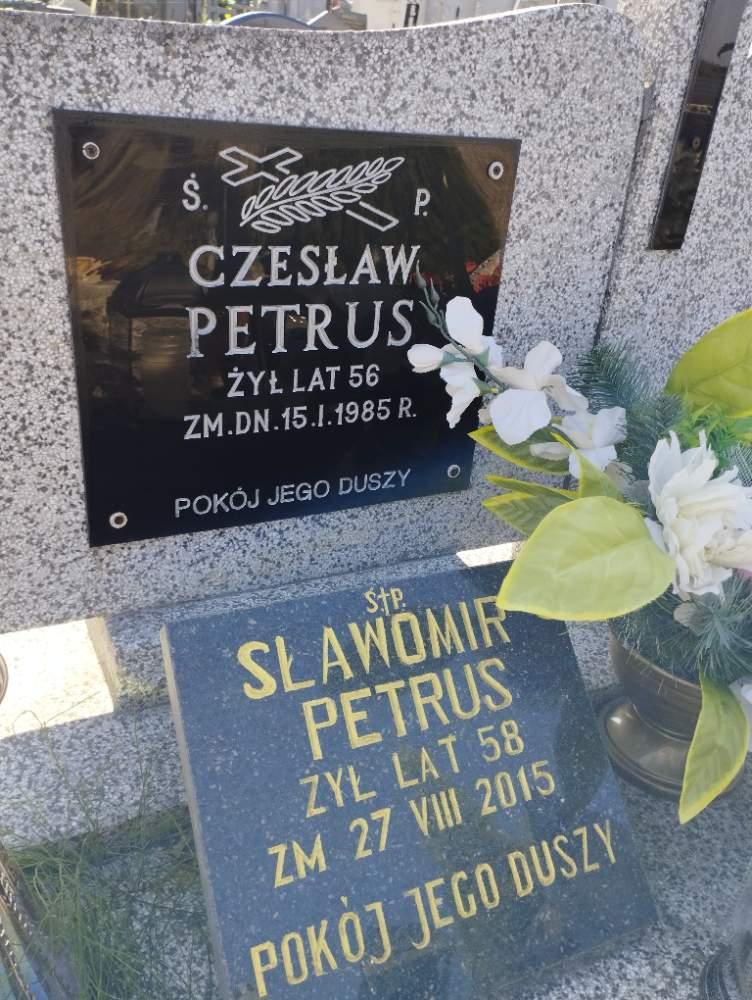 Ś. P.
CZESŁAW
PETRUS
ŻYŁ LAT 56
ZM.DN.15.I.1985 R.
POKÓJ JEGO DUSZY
Ś†P.
SŁAWOMIR
PETRUS
ŻYŁ LAT 58
ZM 27 VIII 2015
POKÓJ JEGO DUSZY